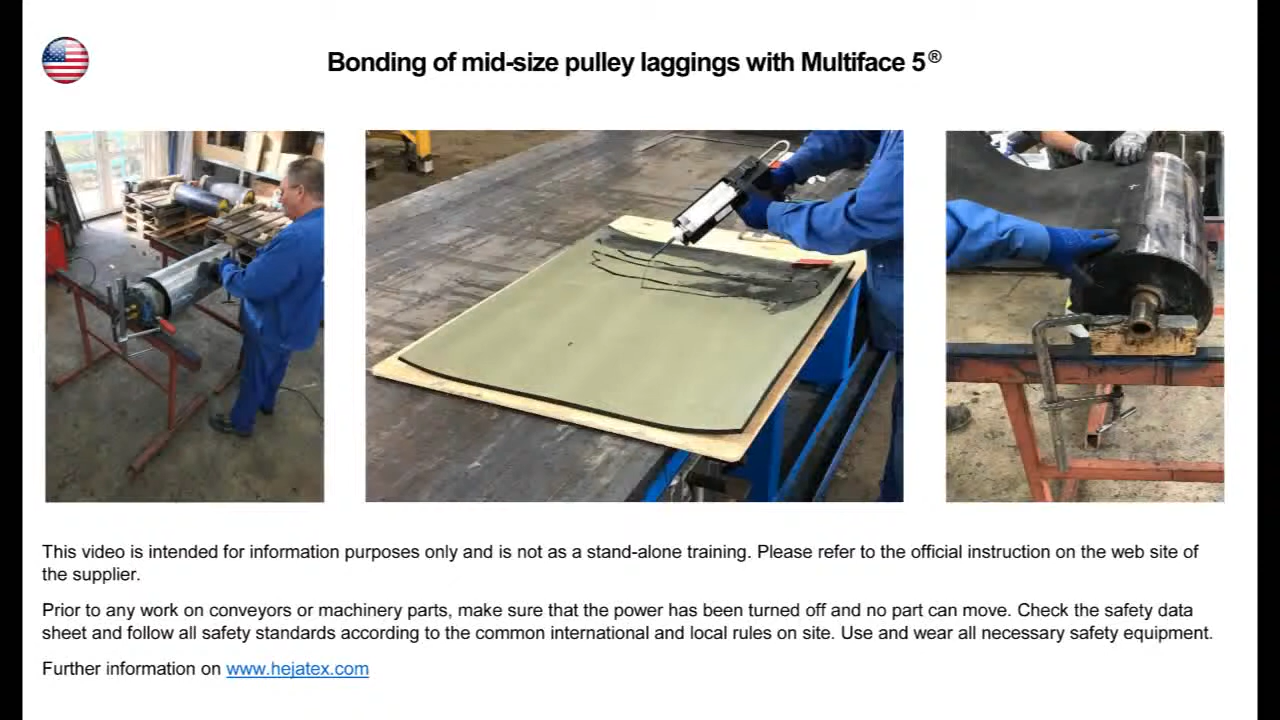 Bonding of mid-size pulley laggings with Multiface 5®
This video is intended for information purposes only and is not as a stand-alone training. Please refer to the official instruction on the web site of
the supplier.
Prior to any work on conveyors or machinery parts, make sure that the power has been turned off and no part can move. Check the safety data
sheet and follow all safety standards according to the common international and local rules on site. Use and wear all necessary safety equipment.
Further information on www.hejatex.com